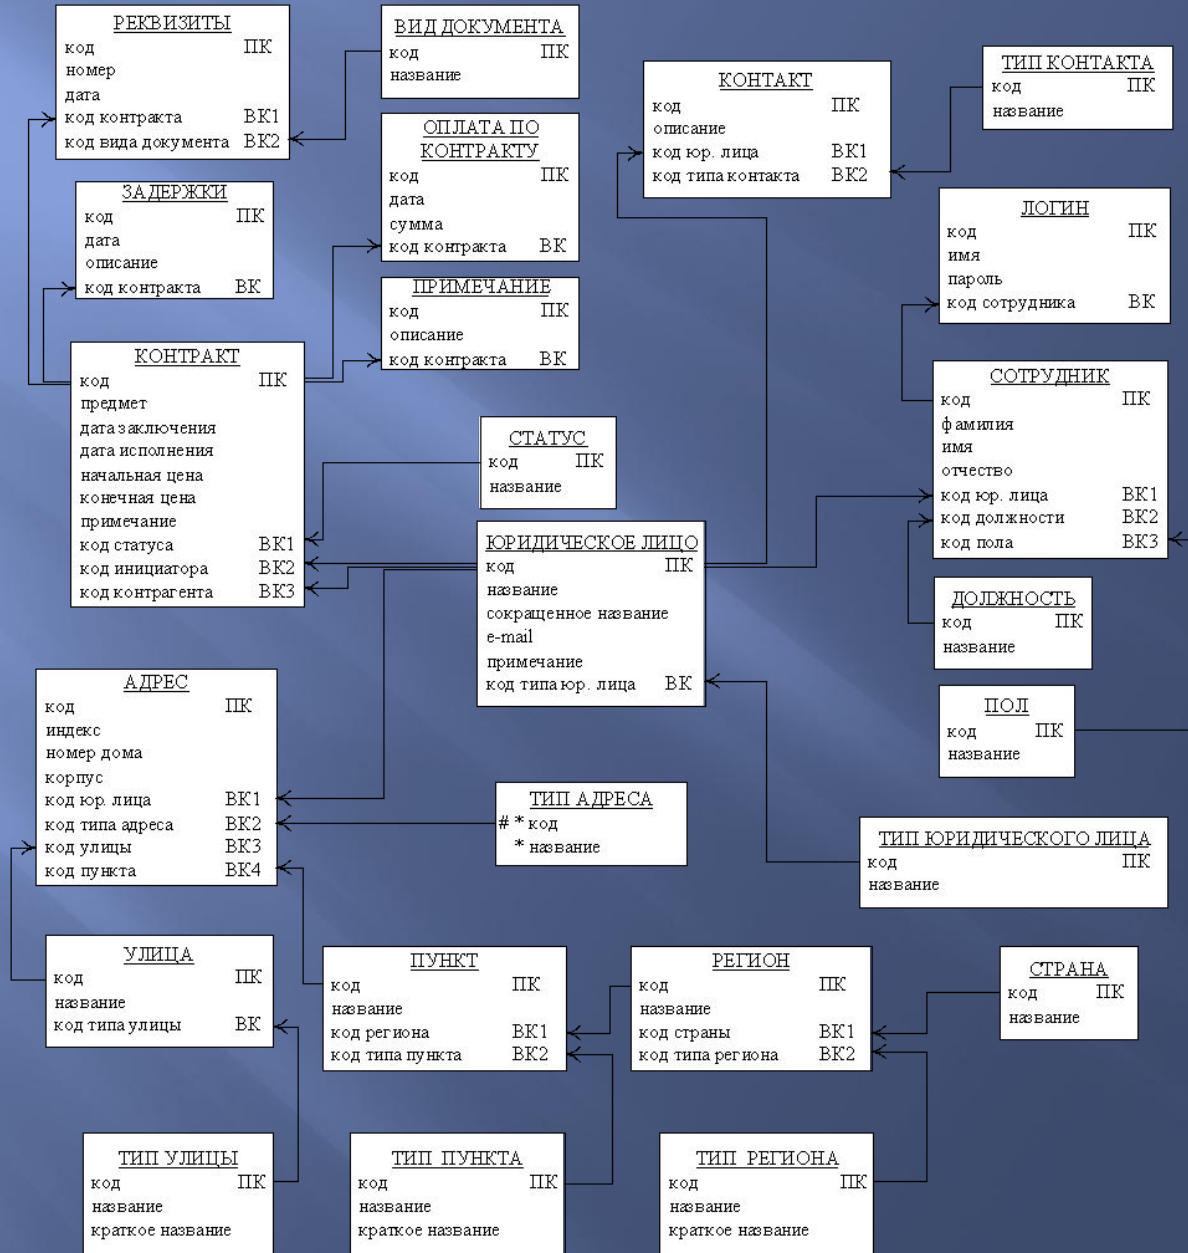 РЕКВИЗИТЫ
код ПК
номер
дата
код контракта ВК1
код вида документа ВК2
ВИД ДОКУМЕНТА
код ПК
название
КОНТАКТ
код ПК
описание
код юр. лица ВК1
код типа контакта ВК2
ТИП КОНТАКТА
код ПК
название
ОПЛАТА ПО
КОНТРАКТУ
код ПК
дата
сумма
код контракта ВК
ЗАДЕРЖКИ
код ПК
дата
описание
код контракта ВК
ЛОГИН
код ПК
имя
пароль
код сотрудника ВК
ПРИМЕЧАНИЕ
код ПК
описание
код контракта ВК
КОНТРАКТ
код ПК
предмет
дата заключения
дата исполнения
начальная цена
конечная цена
примечание
код статуса ВК1
код инициатора ВК2
код контрагента ВК3
СТАТУС
код ПК
название
СОТРУДНИК
код ПК
фамилия
имя
отчество
код юр. лица ВК1
код должности ВК2
код пола ВК3
ЮРИДИЧЕСКОЕ ЛИЦО
код ПК
название
сокращенное название
e-mail
примечание
код типа юр. лица ВК
ДОЛЖНОСТЬ
код ПК
название
АДРЕС
код ПК
индекс
номер дома
корпус
код юр. лица ВК1
код типа адреса ВК2
код улицы ВК3
код пункта ВК4
ПОЛ
код ПК
название
ТИП АДРЕСА
# * код
* название
ТИП ЮРИДИЧЕСКОГО ЛИЦА
код ПК
название
УЛИЦА
код ПК
название
код типа улицы ВК
ПУНКТ
код ПК
название
код региона ВК1
код типа пункта ВК2
РЕГИОН
код ПК
название
код страны ВК1
код типа региона ВК2
СТРАНА
код ПК
название
ТИП УЛИЦЫ
код ПК
название
краткое название
ТИП ПУНКТА
код ПК
название
краткое название
ТИП РЕГИОНА
код ПК
название
краткое название